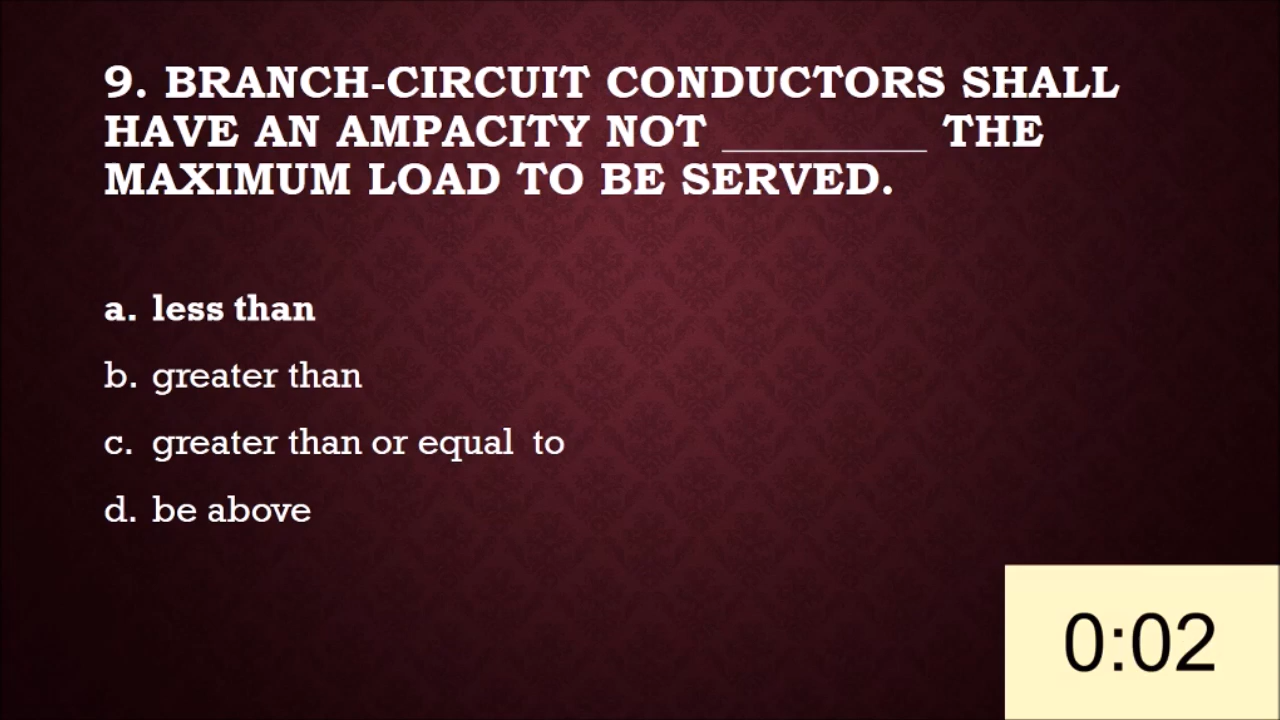 9. BRANCH-CIRCUIT CONDUCTORS SHALL
HAVE AN AMPACITY NOT _________ THE
MAXIMUM LOAD TO BE SERVED.
a. less than
b. greater than
c. greater than or equal to
d. be above
0:02